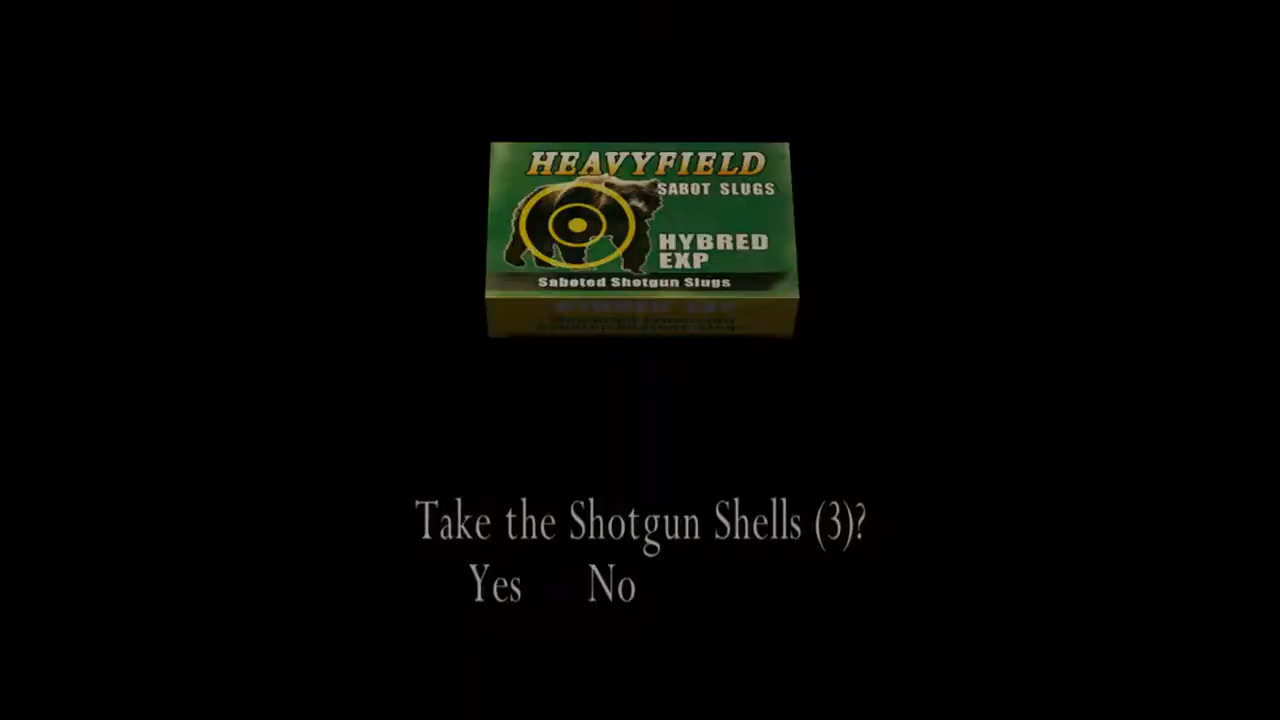 HEAVYFIELD
SABOT SLUGS
HYBRED
EXP
Saboted Shotgun Slugs
Take the Shotgun Shells (3)?
Yes No